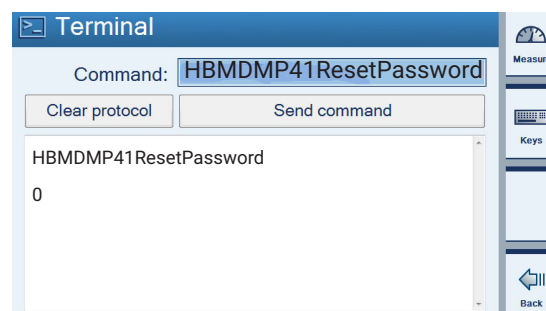 Terminal
Measur
Command: HBMDMP41ResetPassword
Clear protocol Send command
Keys
HBMDMP41ResetPassword
0
Back